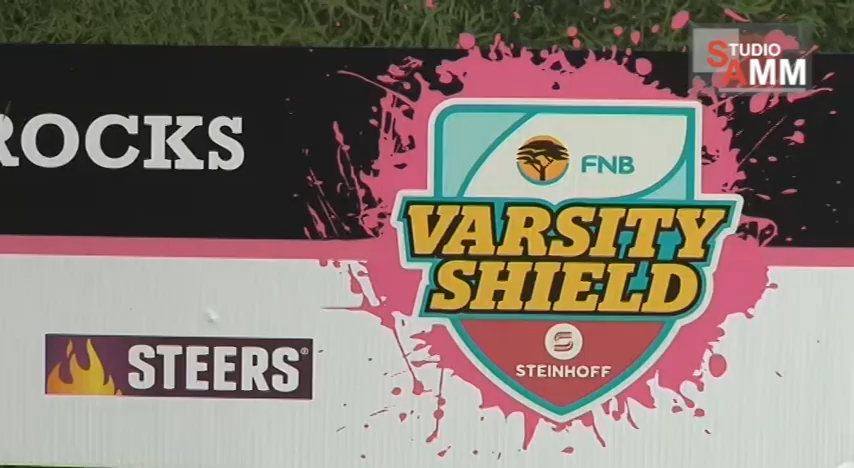 STUDIO
SAMM
ROCKS
FNB
VARSITY
SHIELD
STEINHOFF
STEERS®